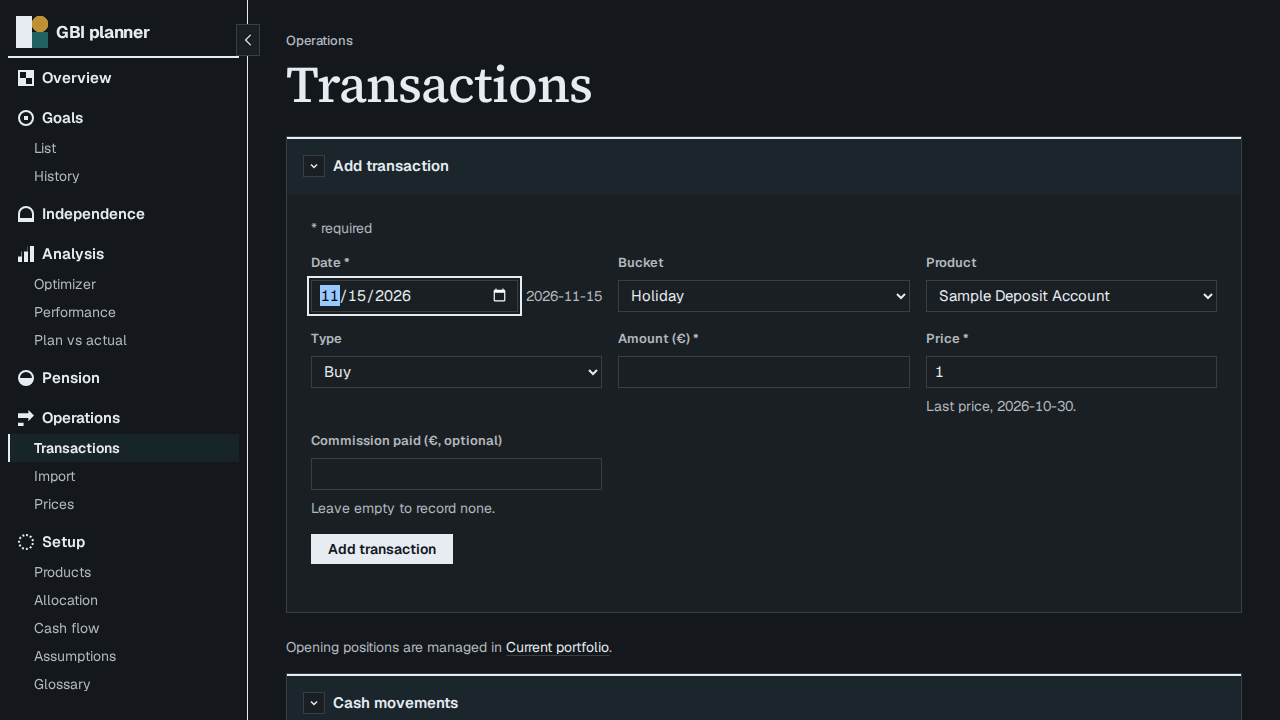 GBI planner
Overview
Goals
List
History
Independence
Analysis
Optimizer
Performance
Plan vs actual
Pension
Operations
Transactions
Import
Prices
Setup
Products
Allocation
Cash flow
Assumptions
Glossary
Operations
Transactions
Add transaction
* required
Date * Bucket Product
11/15/2026 2026-11-15 Holiday Sample Deposit Account
Type Amount (€) * Price *
Buy 1
Last price, 2026-10-30.
Commission paid (€, optional)
Leave empty to record none.
Add transaction
Opening positions are managed in Current portfolio.
Cash movements